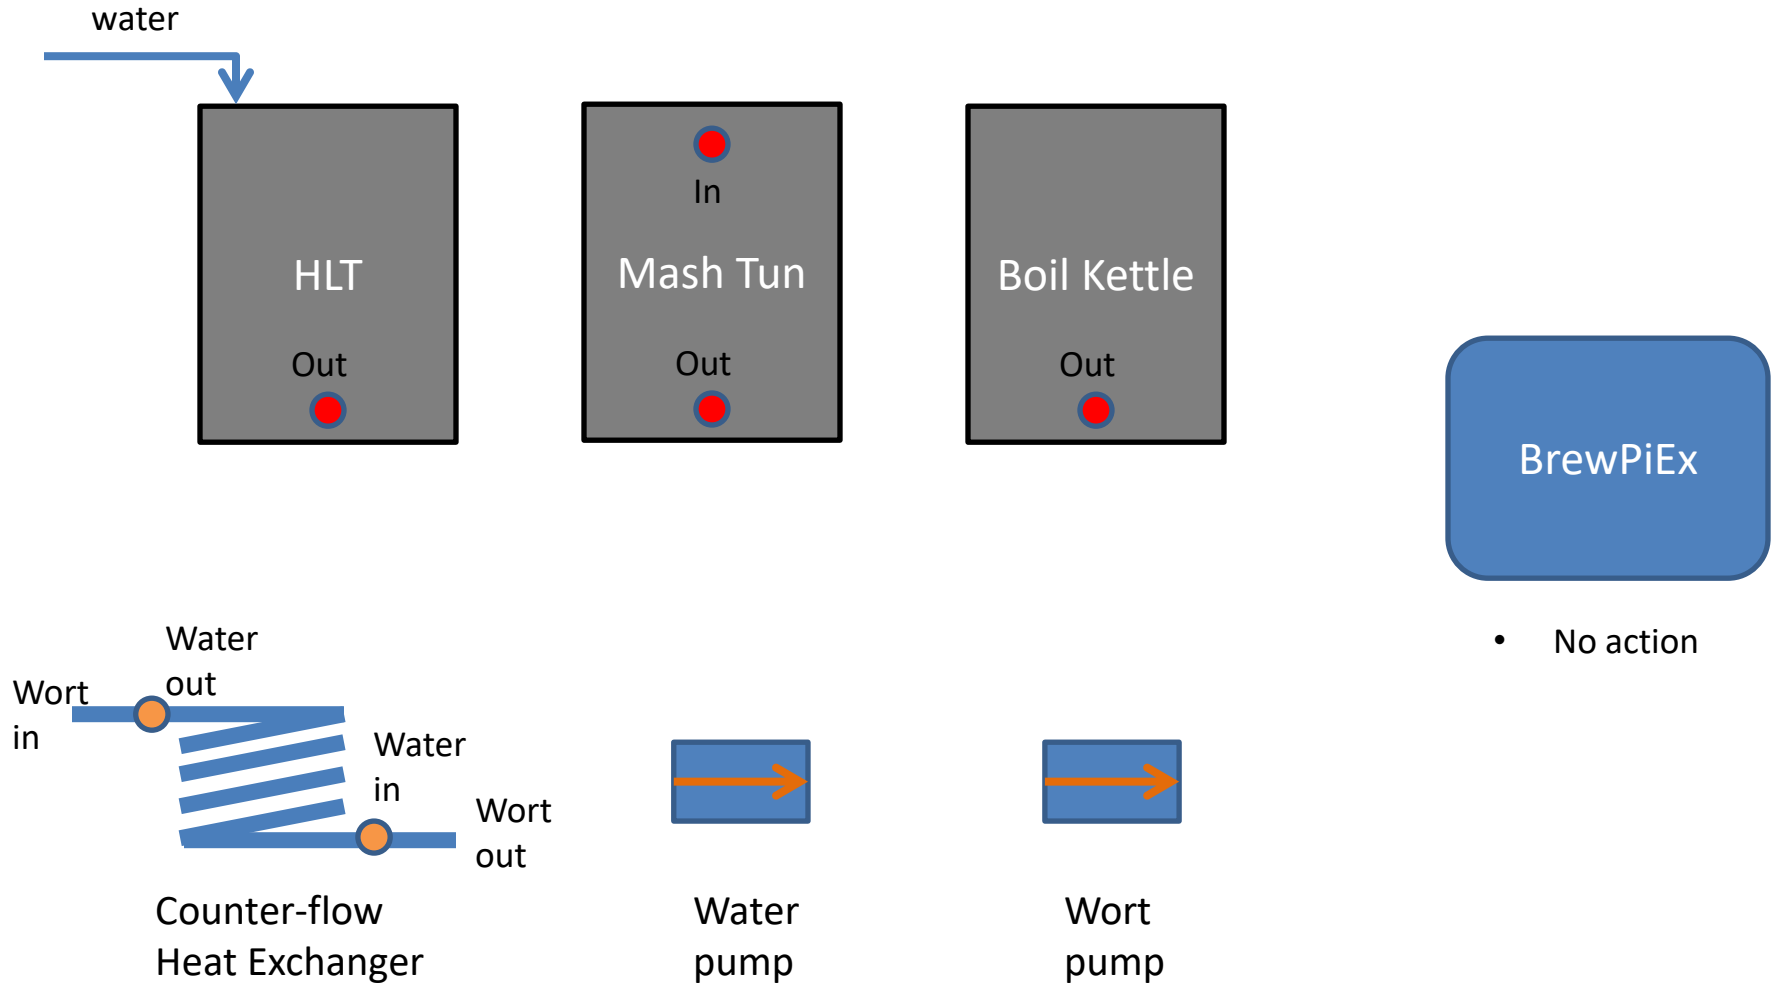 water
In
HLT
Mash Tun
Boil Kettle
Out
Out
Out
BrewPiEx
• No action
Water
out
Wort
in
Water
in
Wort
out
Counter-flow
Heat Exchanger
Water
pump
Wort
pump